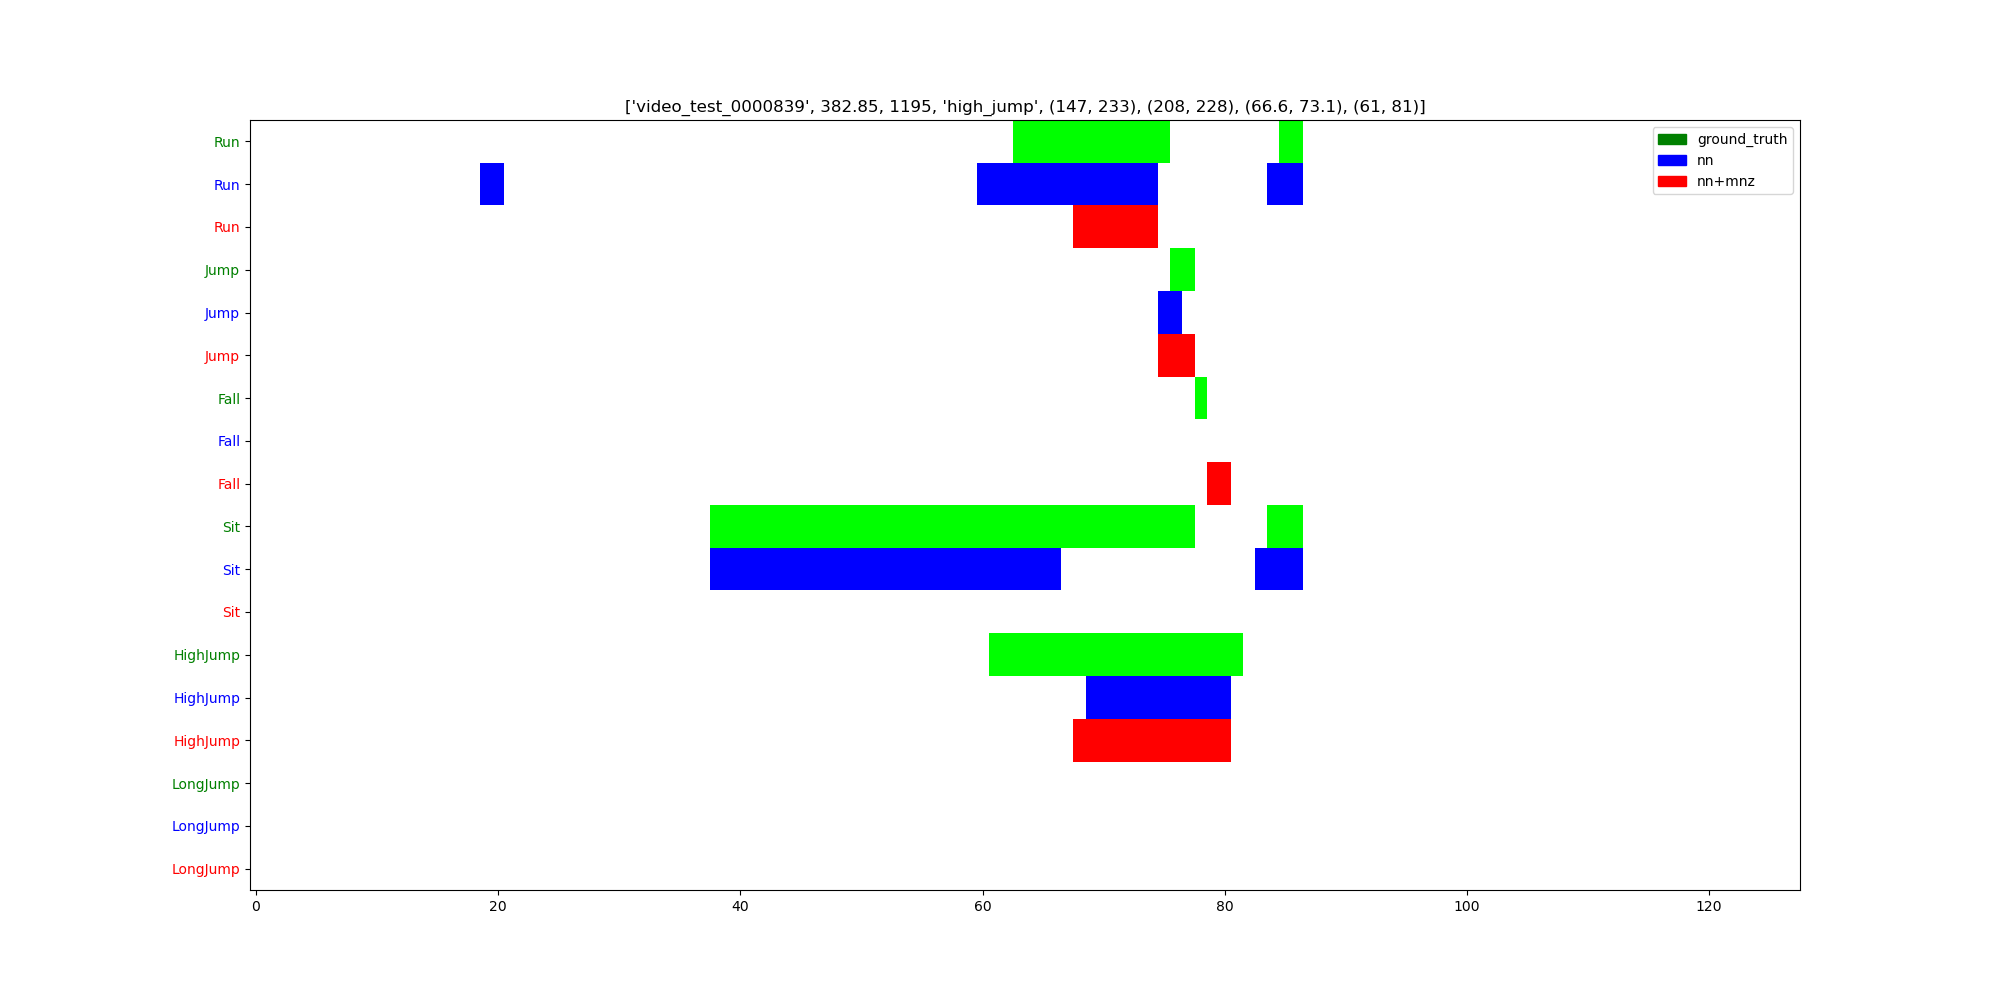 ['video_test_0000839', 382.85, 1195, 'high_jump', (147, 233), (208, 228), (66.6, 73.1), (61, 81)]
Run
Run
Run
Jump
Jump
Jump
Fall
Fall
Fall
Sit
Sit
Sit
HighJump
HighJump
HighJump
LongJump
LongJump
LongJump
ground_truth
nn
nn+mnz
0 20 40 60 80 100 120